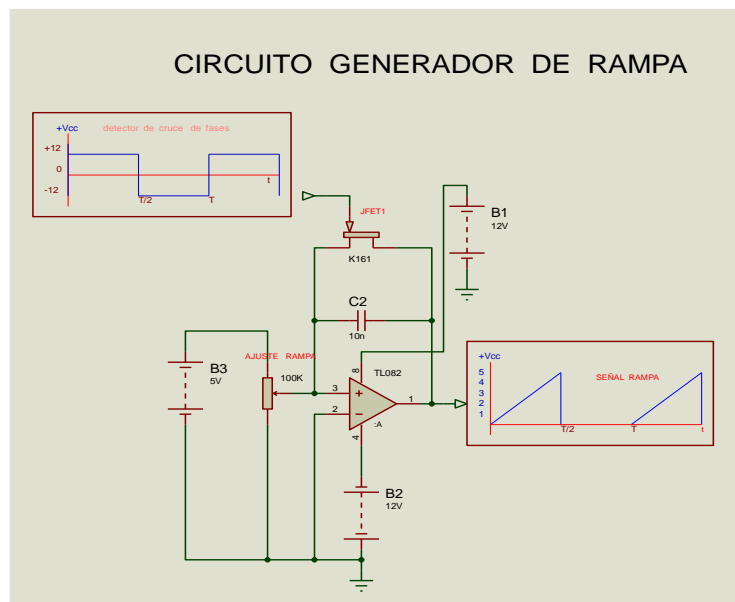 CIRCUITO GENERADOR DE RAMPA
+Vcc detector de cruce de fases
+12
0
-12
t
T/2 T
JFET1
K161
B1
12V
C2
10n
B3
5V
AJUSTE RAMPA
100K
8
TL082
3
+
2
−
1
:A
4
B2
12V
+Vcc
5
4
3
2
1
SEÑAL RAMPA
T/2 T t